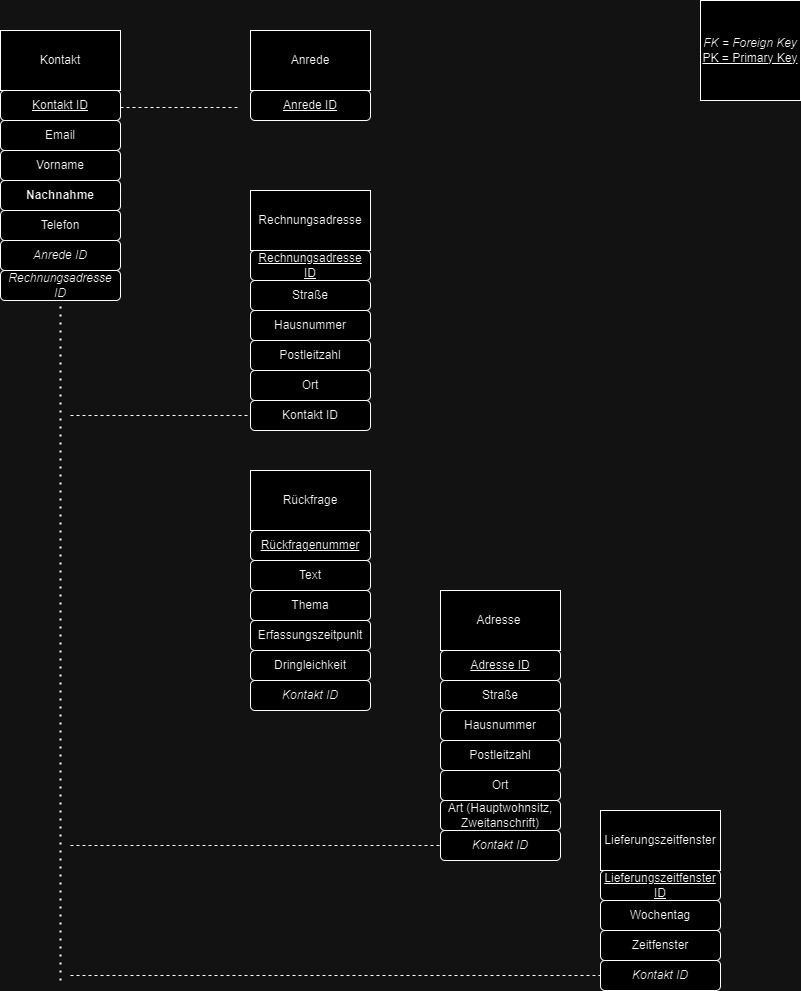 FK = Foreign Key
PK = Primary Key
Kontakt
Kontakt ID
Email
Vorname
Nachnahme
Telefon
Anrede ID
Rechnungsadresse
ID
Anrede
Anrede ID
Rechnungsadresse
Rechnungsadresse
ID
Straße
Hausnummer
Postleitzahl
Ort
Kontakt ID
Rückfrage
Rückfragenummer
Text
Thema
Erfassungszeitpunlt
Dringleichkeit
Kontakt ID
Adresse
Adresse ID
Straße
Hausnummer
Postleitzahl
Ort
Art (Hauptwohnsitz,
Zweitanschrift)
Kontakt ID
Lieferungszeitfenster
Lieferungszeitfenster
ID
Wochentag
Zeitfenster
Kontakt ID